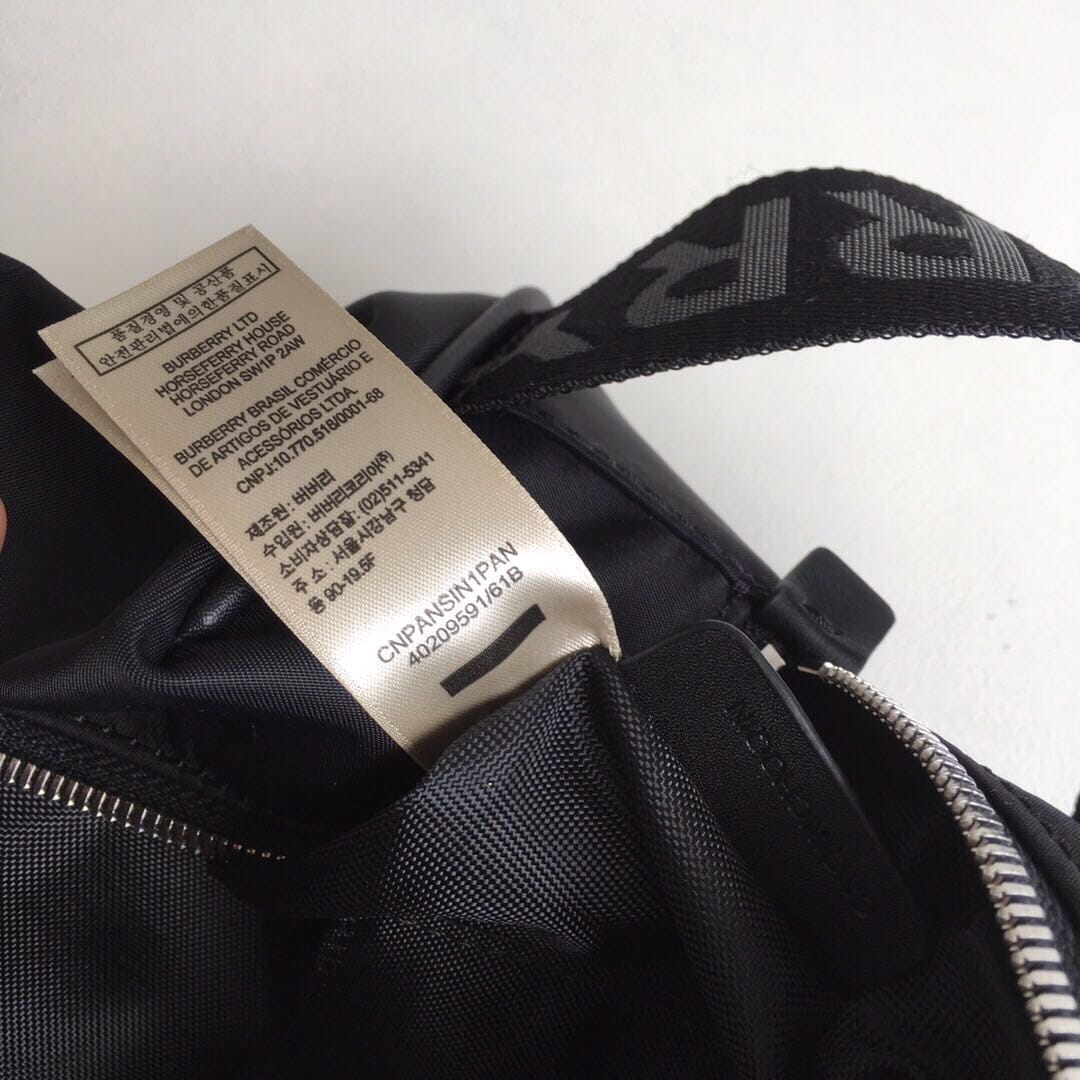 품질경영 및 공산품
안전관리법에의한품질표시
BURBERRY LTD
HORSEFERRY HOUSE
HORSEFERRY ROAD
LONDON SW1P 2AW
BURBERRY BRASIL COMÉRCIO
DE ARTIGOS DE VESTUÁRIO E
ACESSÓRIOS LTDA.
CNPJ:10.770.518/0001-68
제조원 : 버버리
수입원 : 버버리코리아(주)
소비자상담질: (02)511-5341
주 소 : 서울시강남구 청담
동 90-19.5F
CNPANSIN1PAN
40209591/61B